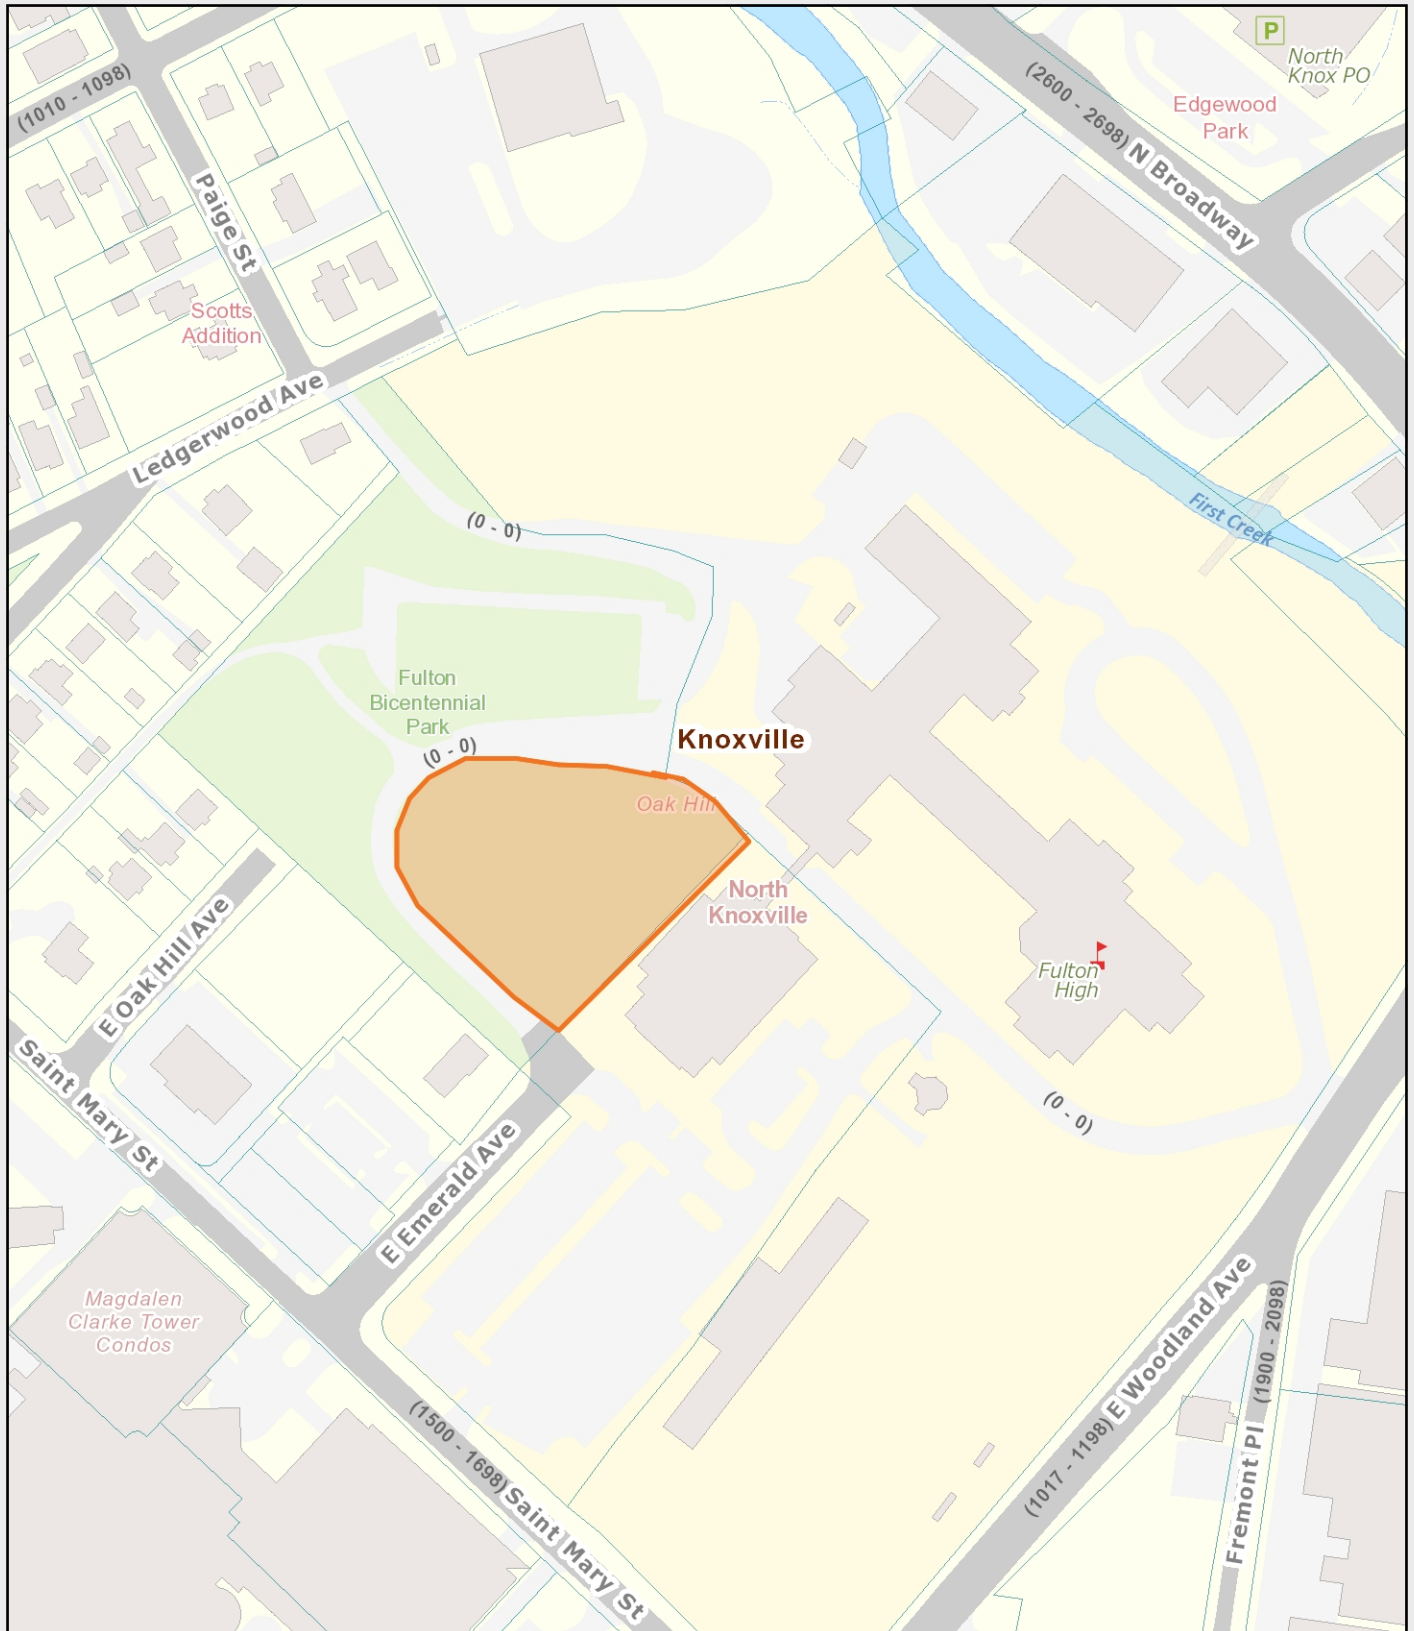 P
North
Knox PO
(1010 - 1098)
(2600 - 2698)
N Broadway
Edgewood
Park
Paige St
Scotts
Addition
Ledgerwood Ave
First Creek
(0 - 0)
Fulton
Bicentennial
Park
(0 - 0)
Knoxville
Oak Hill
North
Knoxville
E Oak Hill Ave
Fulton
High
Saint Mary St
(0 - 0)
E Emerald Ave
Magdalen
Clarke Tower
Condos
E Woodland Ave
(1017 - 1198)
(1900 - 2098)
Fremont Pl
(1500 - 1698)
Saint Mary St